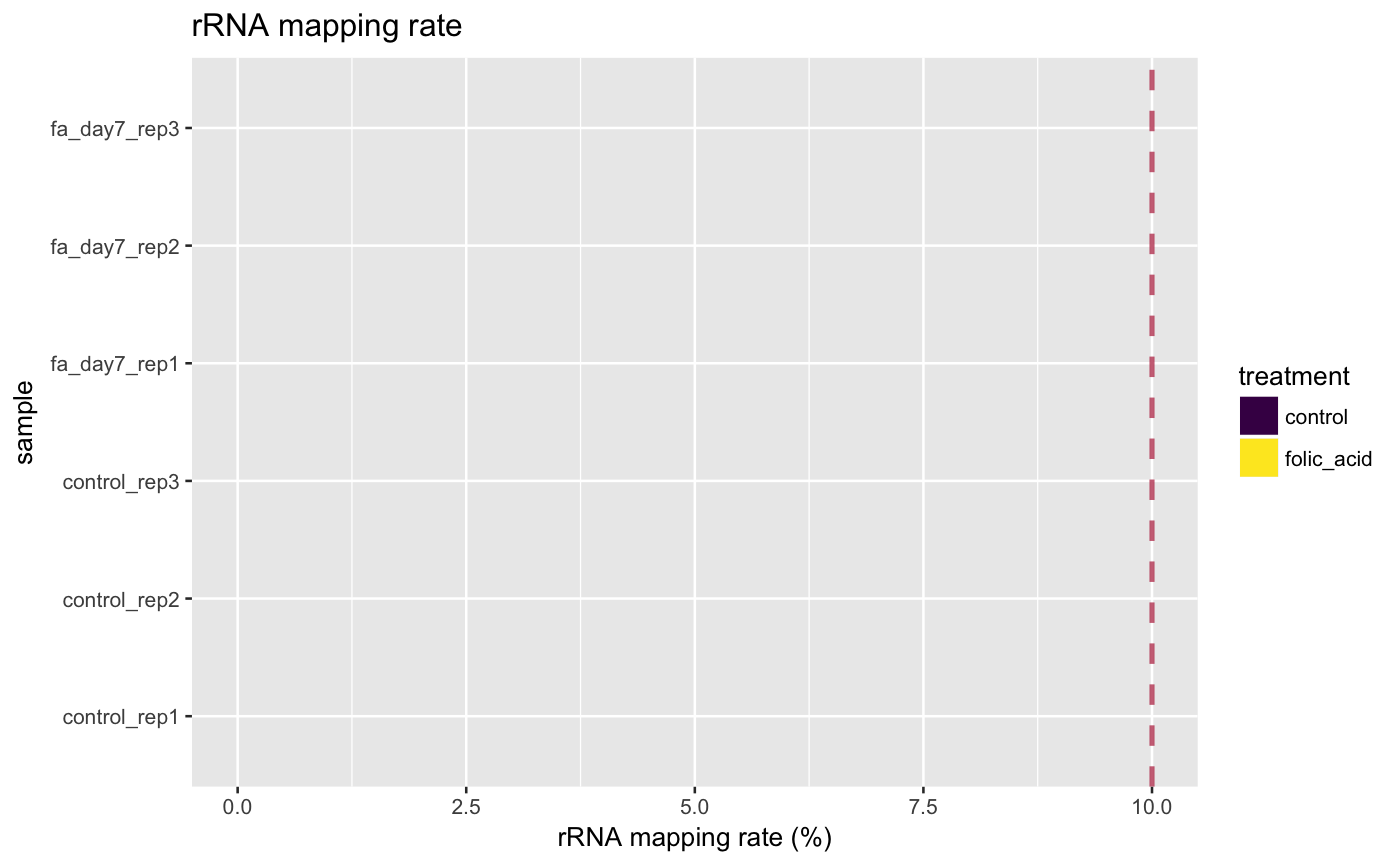 rRNA mapping rate
fa_day7_rep3
fa_day7_rep2
fa_day7_rep1
control_rep3
control_rep2
control_rep1
sample
0.0 2.5 5.0 7.5 10.0
rRNA mapping rate (%)
treatment
control
folic_acid